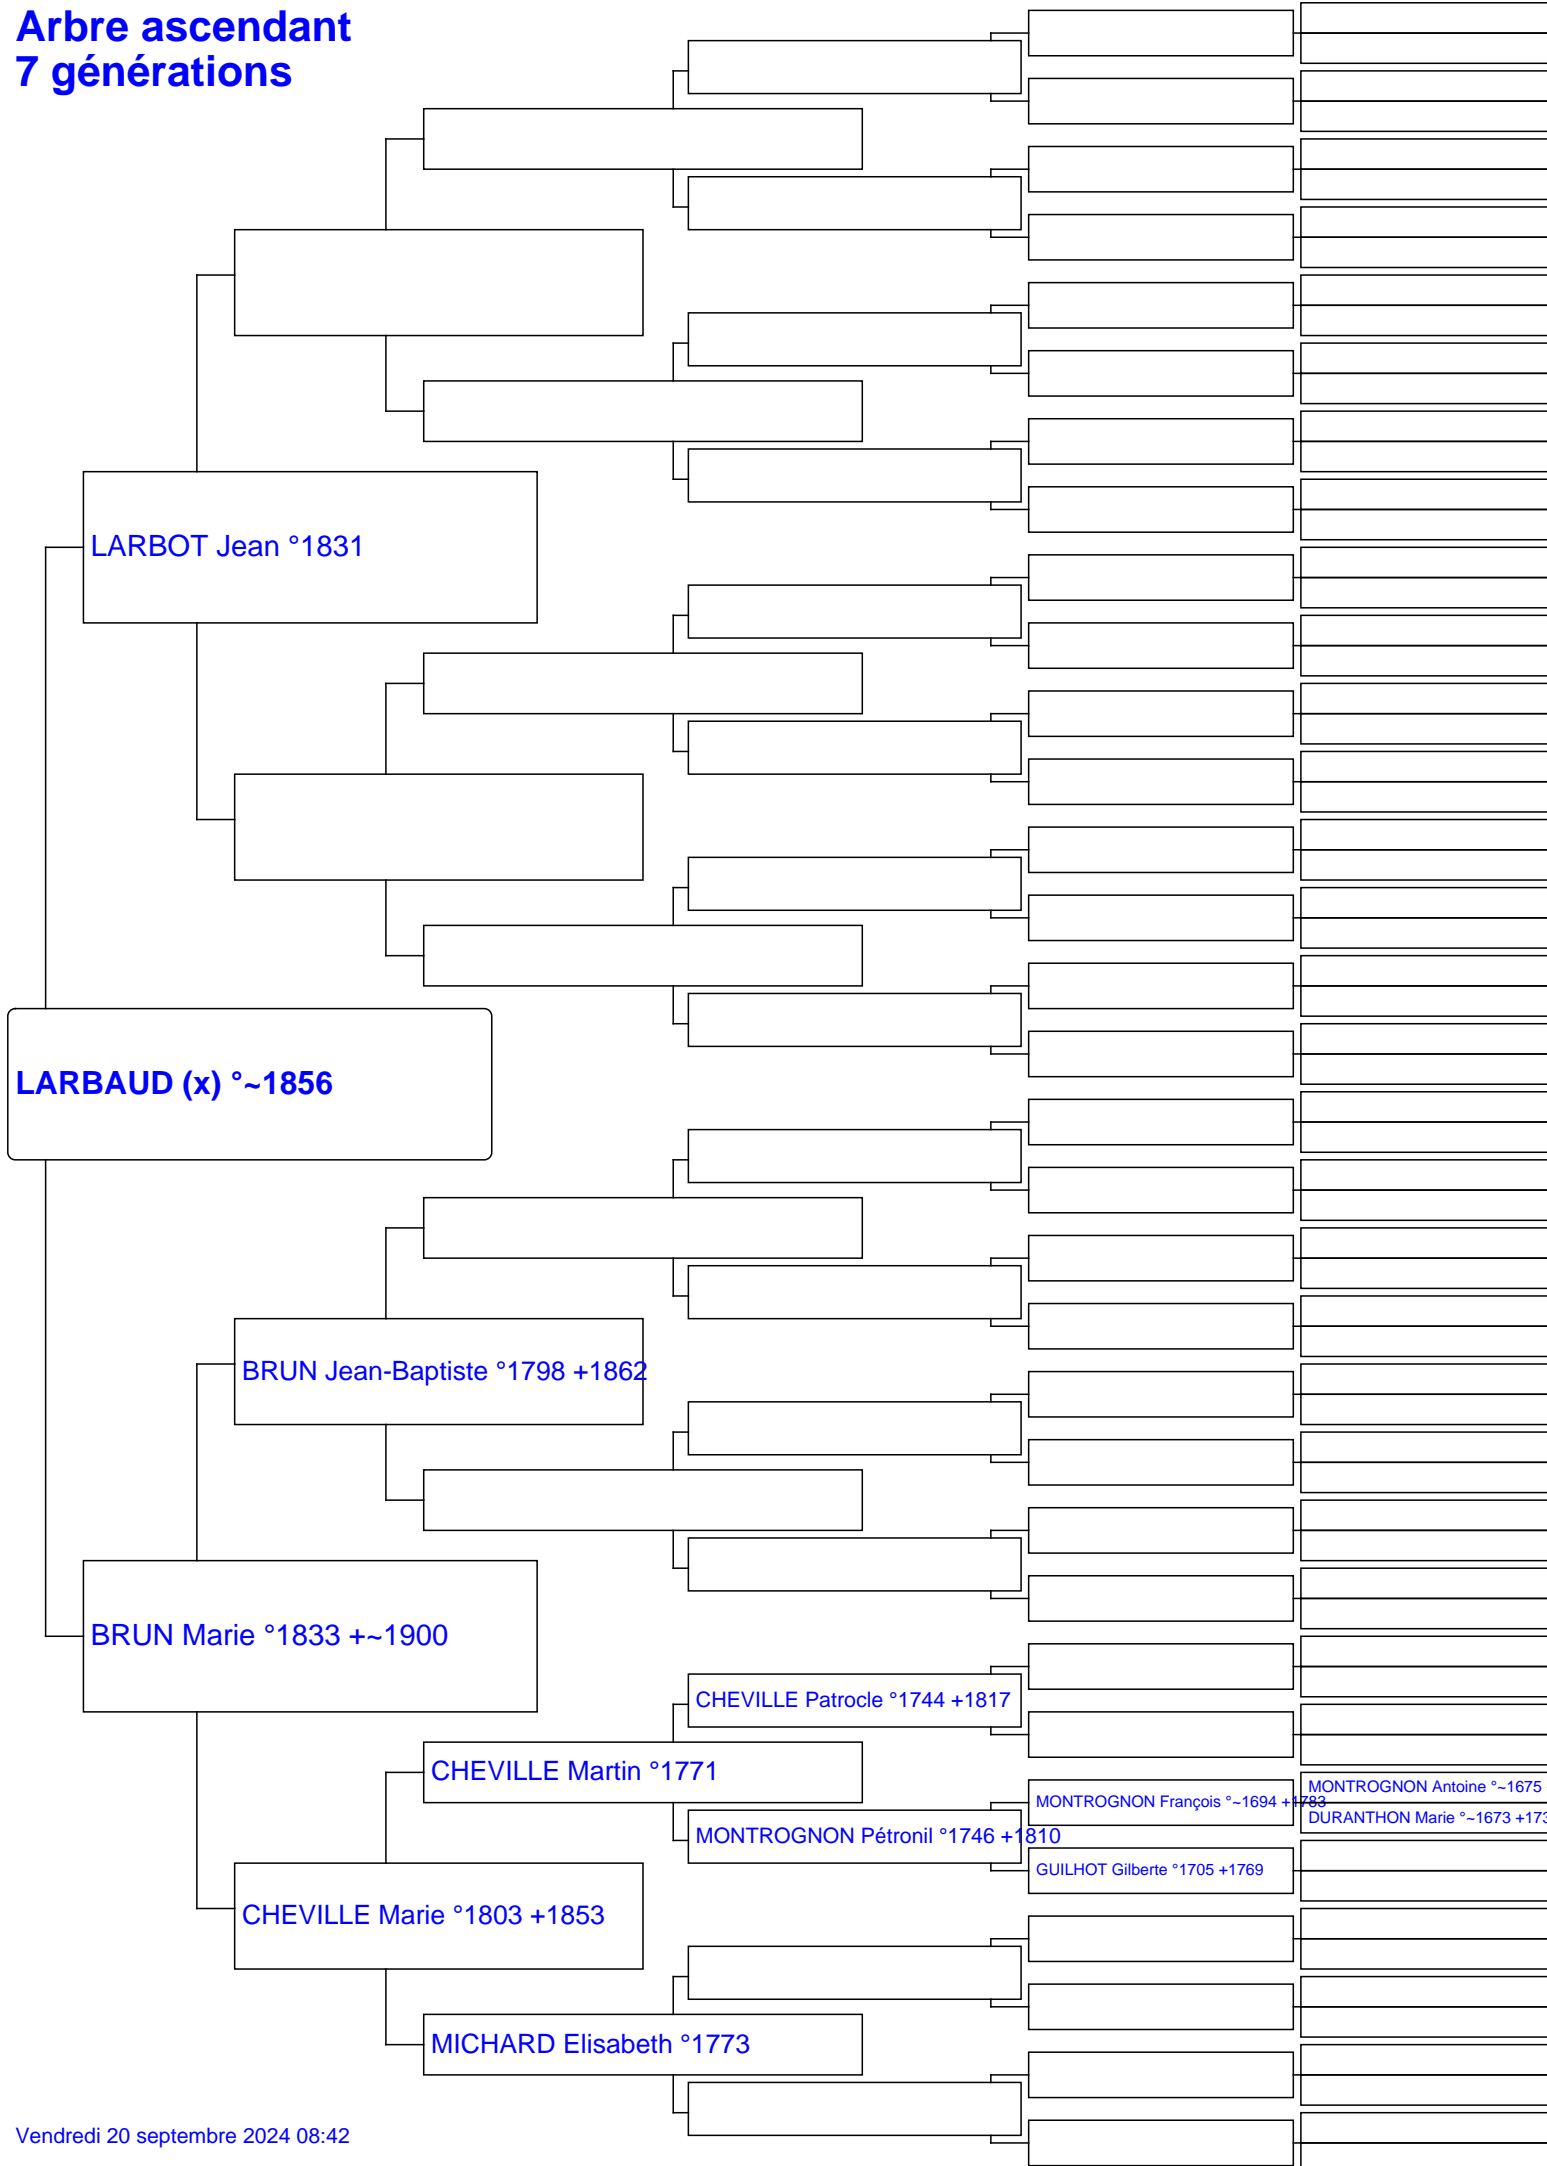 Arbre ascendant
7 générations
LARBOT Jean °1831
LARBAUD (x) °~1856
BRUN Jean-Baptiste °1798 +1862
BRUN Marie °1833 +~1900
CHEVILLE Patrocle °1744 +1817
CHEVILLE Martin °1771
MONTROGNON Antoine °~1675
MONTROGNON François °~1694 +1783
DURANTHON Marie °~1673 +173
MONTROGNON Pétronil °1746 +1810
GUILHOT Gilberte °1705 +1769
CHEVILLE Marie °1803 +1853
MICHARD Elisabeth °1773
Vendredi 20 septembre 2024 08:42